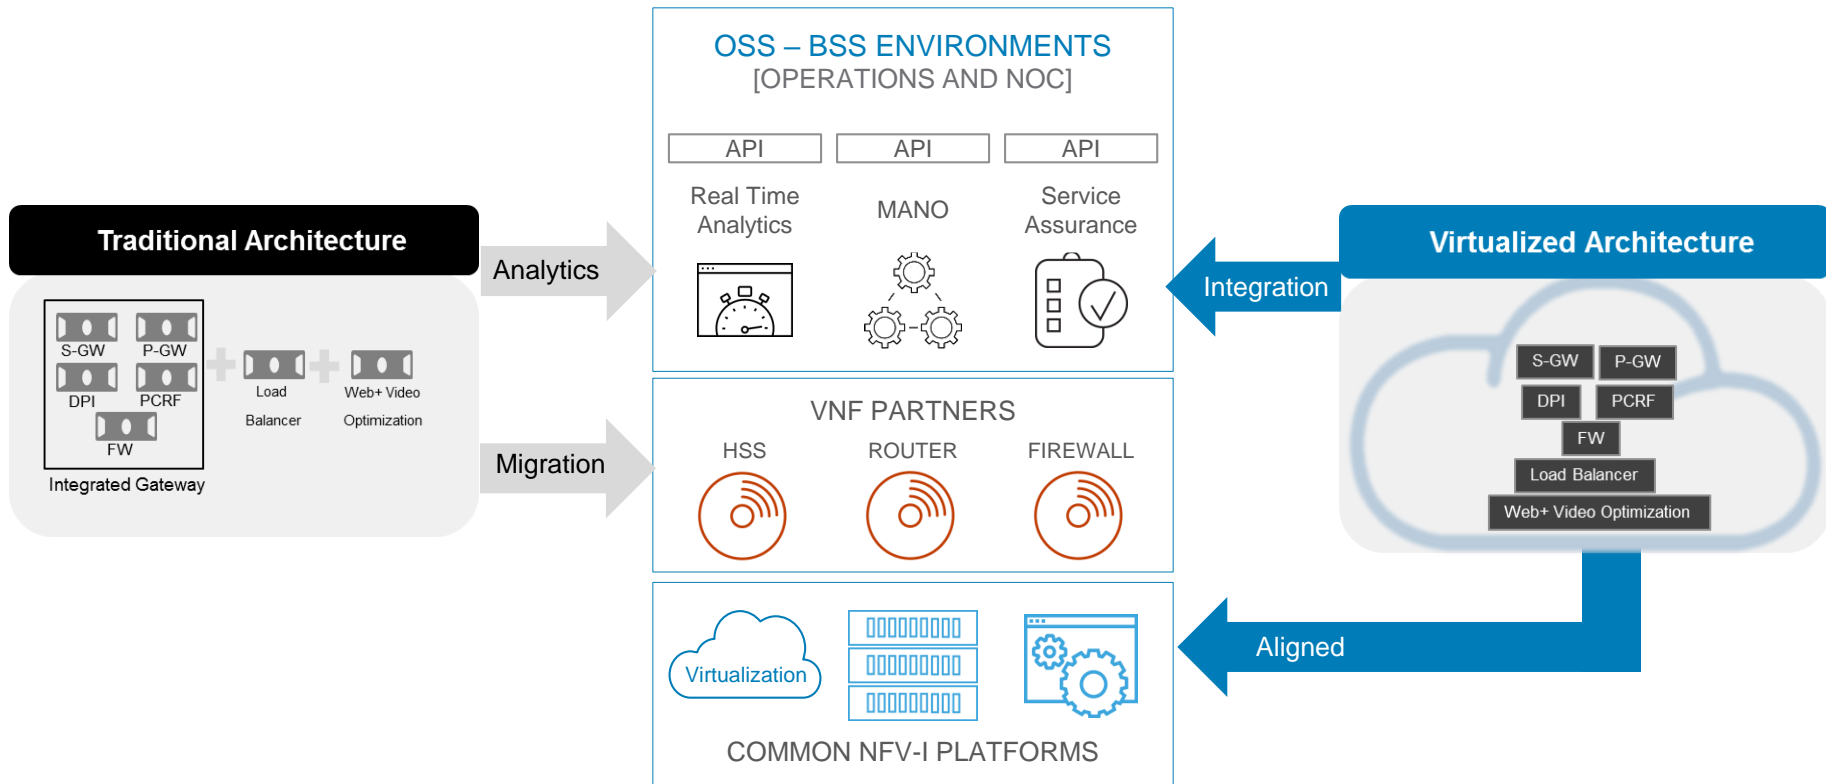 OSS – BSS ENVIRONMENTS
[OPERATIONS AND NOC]
API
API
API
Real Time
Analytics
MANO
Service
Assurance
Traditional Architecture
S-GW
P-GW
DPI
PCRF
FW
Integrated Gateway
Load
Balancer
Web+ Video
Optimization
Analytics
Migration
VNF PARTNERS
HSS
ROUTER
FIREWALL
Virtualization
COMMON NFV-I PLATFORMS
Virtualized Architecture
Integration
S-GW
P-GW
DPI
PCRF
FW
Load Balancer
Web+ Video Optimization
Aligned